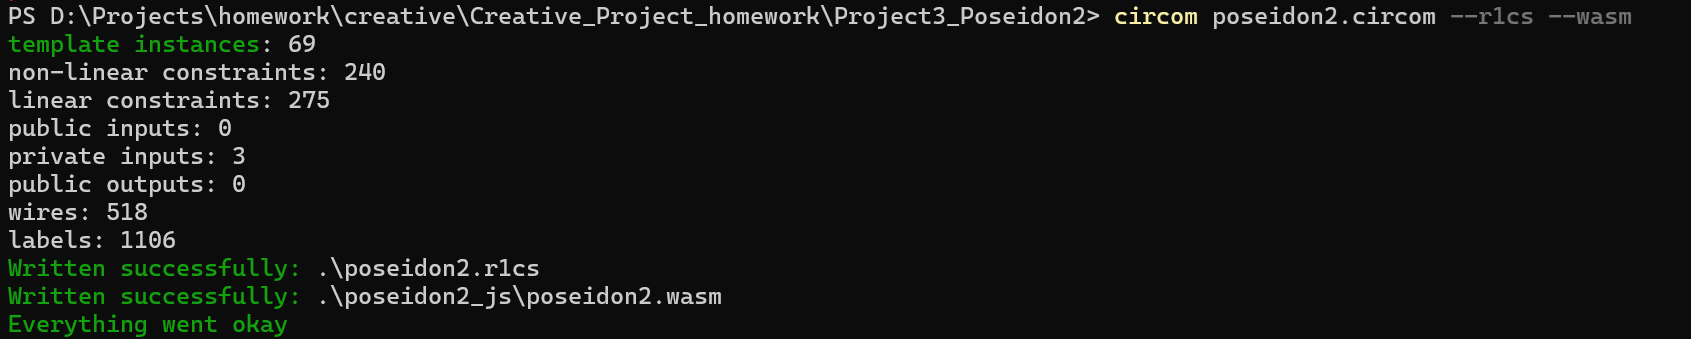 PS D:\Projects\homework\creative\Creative_Project_homework\Project3_Poseidon2> circom poseidon2.circom --r1cs --wasm
template instances: 69
non-linear constraints: 240
linear constraints: 275
public inputs: 0
private inputs: 3
public outputs: 0
wires: 518
labels: 1106
Written successfully: .\poseidon2.r1cs
Written successfully: .\poseidon2_js\poseidon2.wasm
Everything went okay